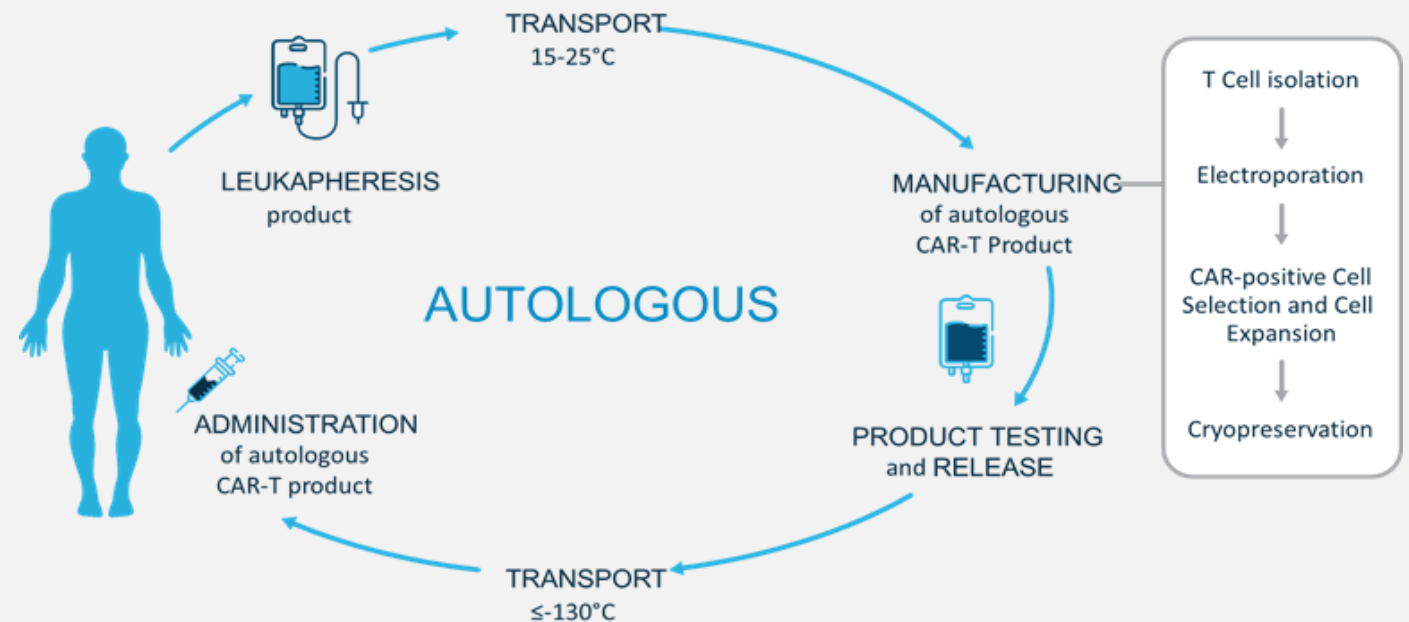 TRANSPORT
15-25°C
LEUKAPHERESIS
product
MANUFACTURING
of autologous
CAR-T Product
T Cell isolation
Electroporation
CAR-positive Cell
Selection and Cell
Expansion
Cryopreservation
AUTOLOGOUS
PRODUCT TESTING
and RELEASE
TRANSPORT
≤-130°C
ADMINISTRATION
of autologous
CAR-T product